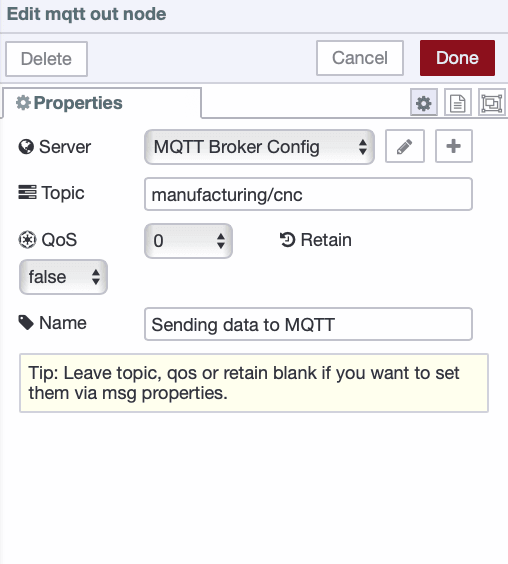 Edit mqtt out node
Delete
Cancel
Done
Properties
Server
MQTT Broker Config
Topic
manufacturing/cnc
QoS
0
Retain
false
Name
Sending data to MQTT
Tip: Leave topic, qos or retain blank if you want to set
them via msg properties.